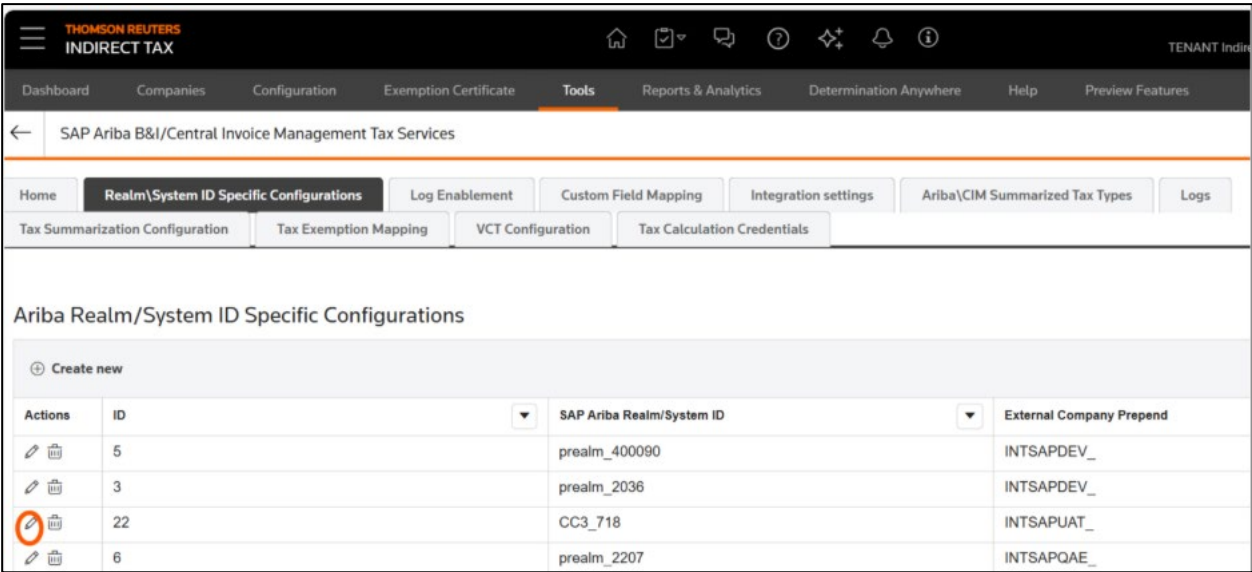 THOMSON REUTERS
INDIRECT TAX
TENANT Indire
Dashboard Companies Configuration Exemption Certificate Tools Reports & Analytics Determination Anywhere Help Preview Features
SAP Ariba B&I/Central Invoice Management Tax Services
Home Realm\System ID Specific Configurations Log Enablement Custom Field Mapping Integration settings Ariba\CIM Summarized Tax Types Logs
Tax Summarization Configuration Tax Exemption Mapping VCT Configuration Tax Calculation Credentials
Ariba Realm/System ID Specific Configurations
Create new
Actions ID SAP Ariba Realm/System ID External Company Prepend
5 prealm_400090 INTSAPDEV_
3 prealm_2036 INTSAPDEV_
22 CC3_718 INTSAPUAT_
6 prealm_2207 INTSAPQAE_